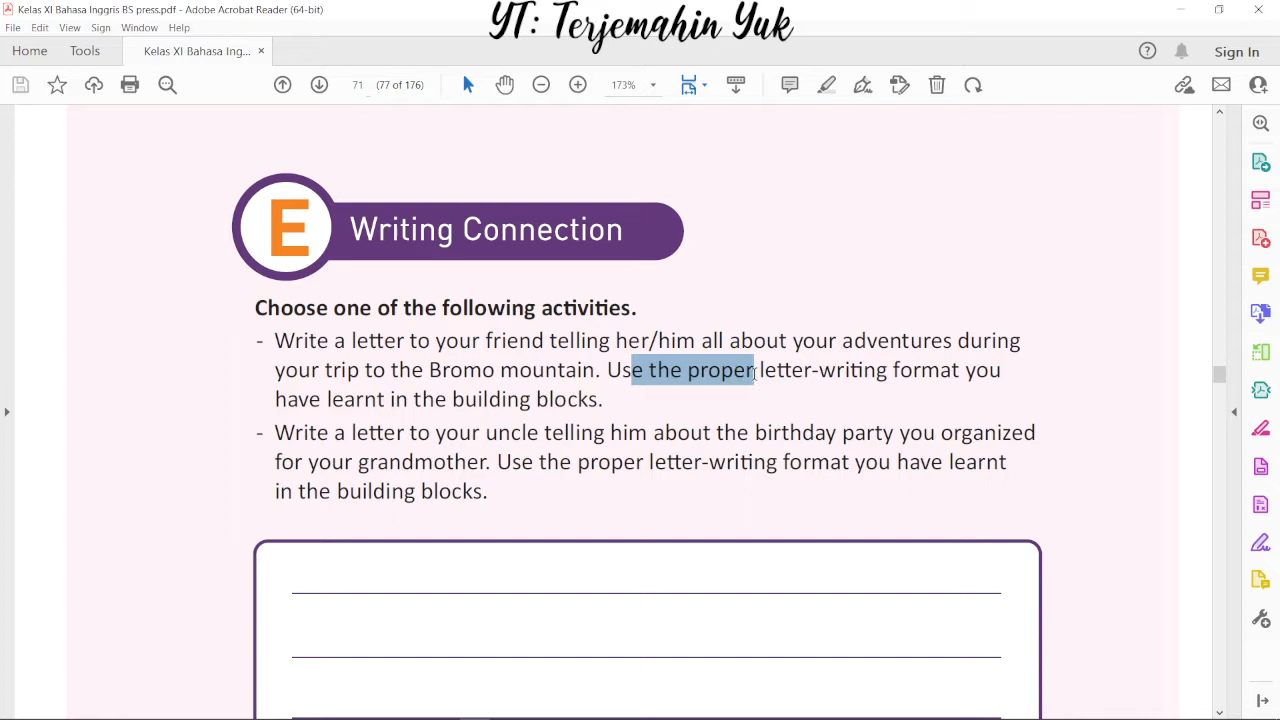 Kelas XI Bahasa Inggris BS press.pdf - Adobe Acrobat Reader (64-bit)
YT: Terjemahin Yuk
File Edit View Sign Window Help
Home Tools Kelas XI Bahasa Ing... × Sign In
71 (77 of 176) 173%
E
Writing Connection
Choose one of the following activities.
- Write a letter to your friend telling her/him all about your adventures during
your trip to the Bromo mountain. Use the proper letter-writing format you
have learnt in the building blocks.
- Write a letter to your uncle telling him about the birthday party you organized
for your grandmother. Use the proper letter-writing format you have learnt
in the building blocks.